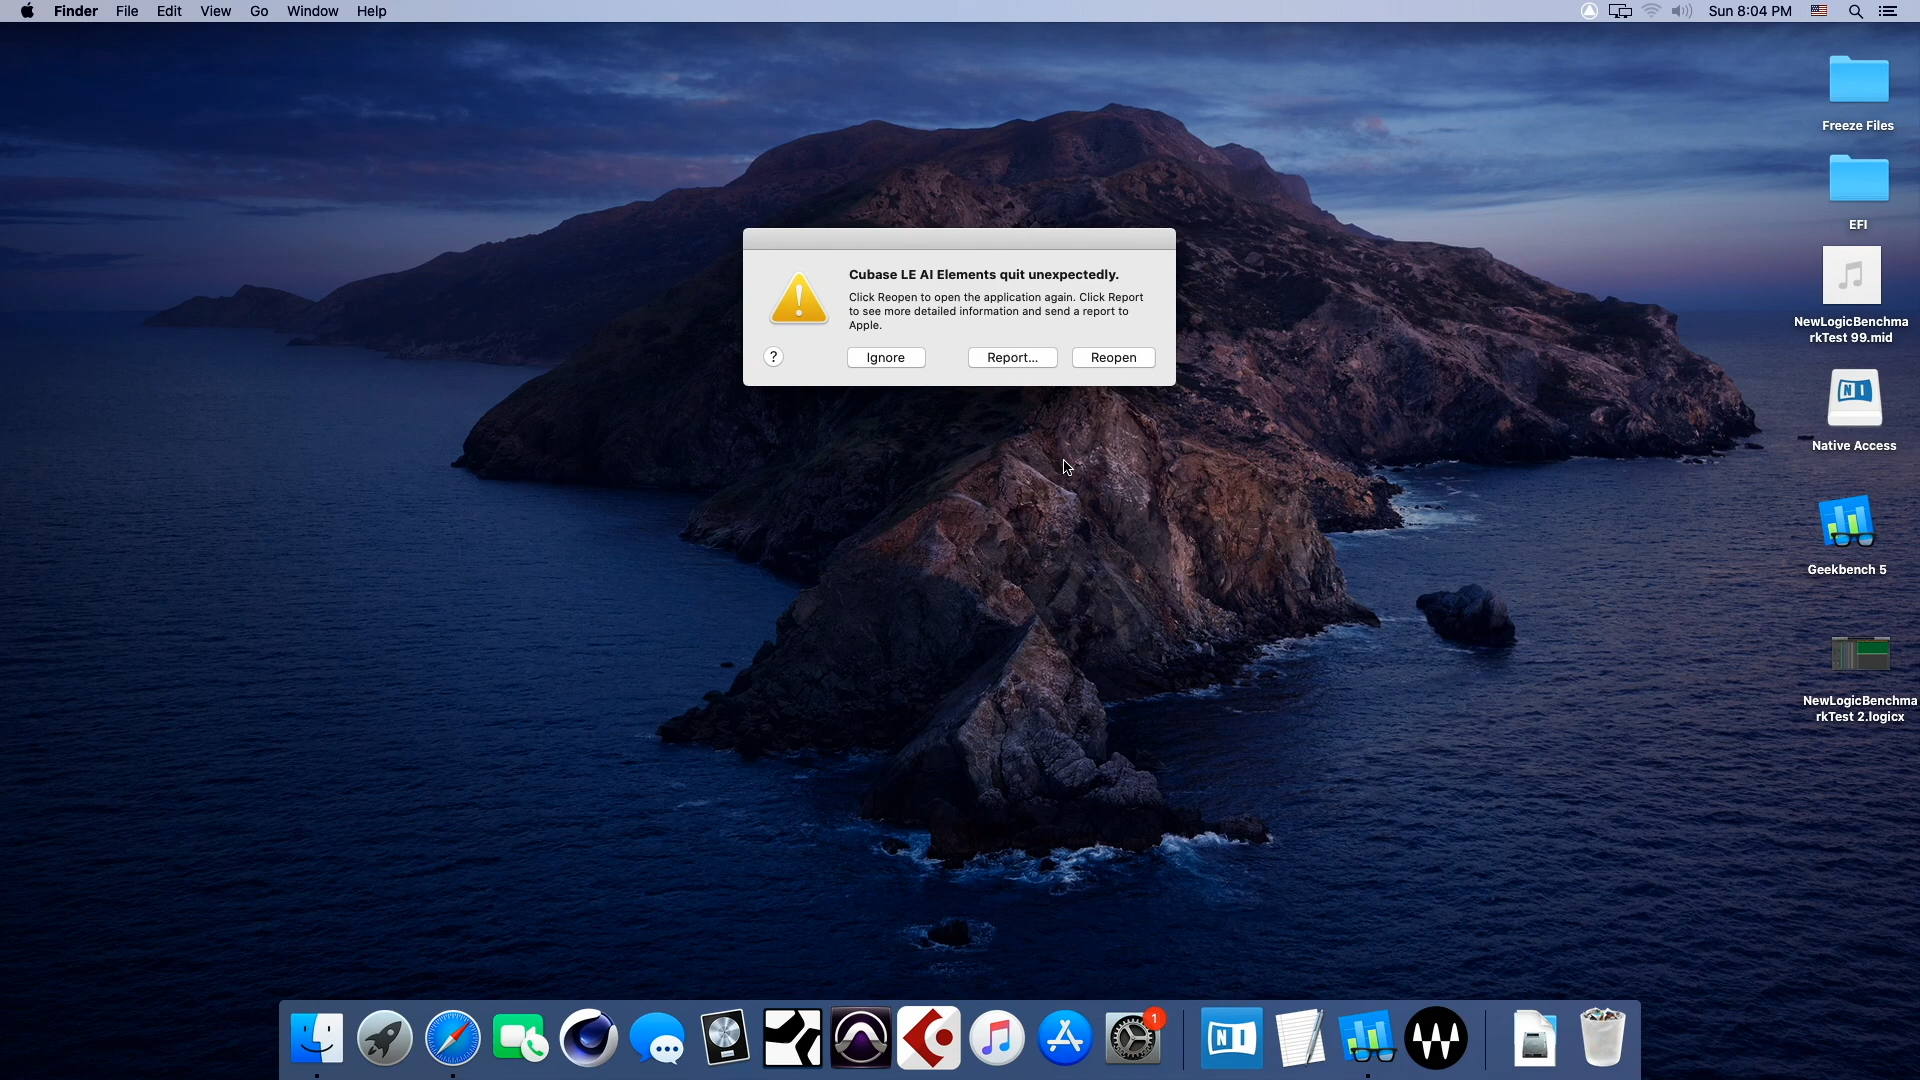 Finder File Edit View Go Window Help
Sun 8:04 PM
Freeze Files
EFI
NewLogicBenchma
rkTest 99.mid
NI
Native Access
Geekbench 5
NewLogicBenchma
rkTest 2.logicx
Cubase LE AI Elements quit unexpectedly.
Click Reopen to open the application again. Click Report
to see more detailed information and send a report to
Apple.
? Ignore Report... Reopen
1
NI